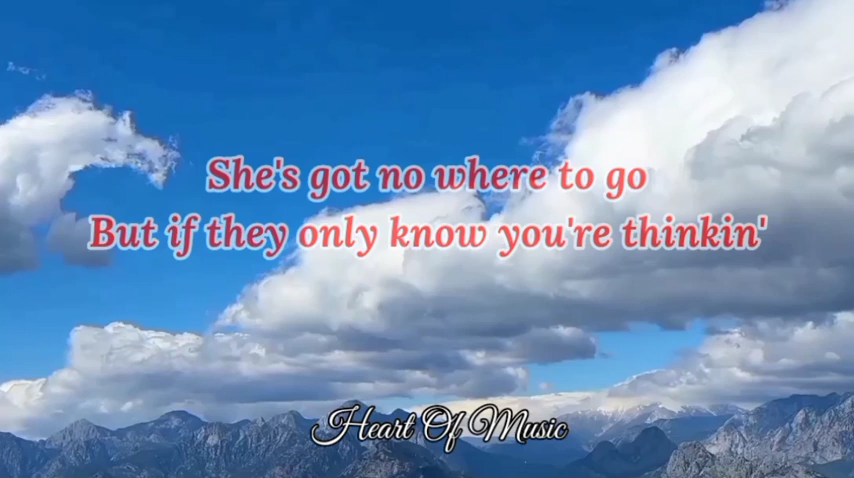 She's got no where to go
But if they only know you're thinkin'
Heart Of Music